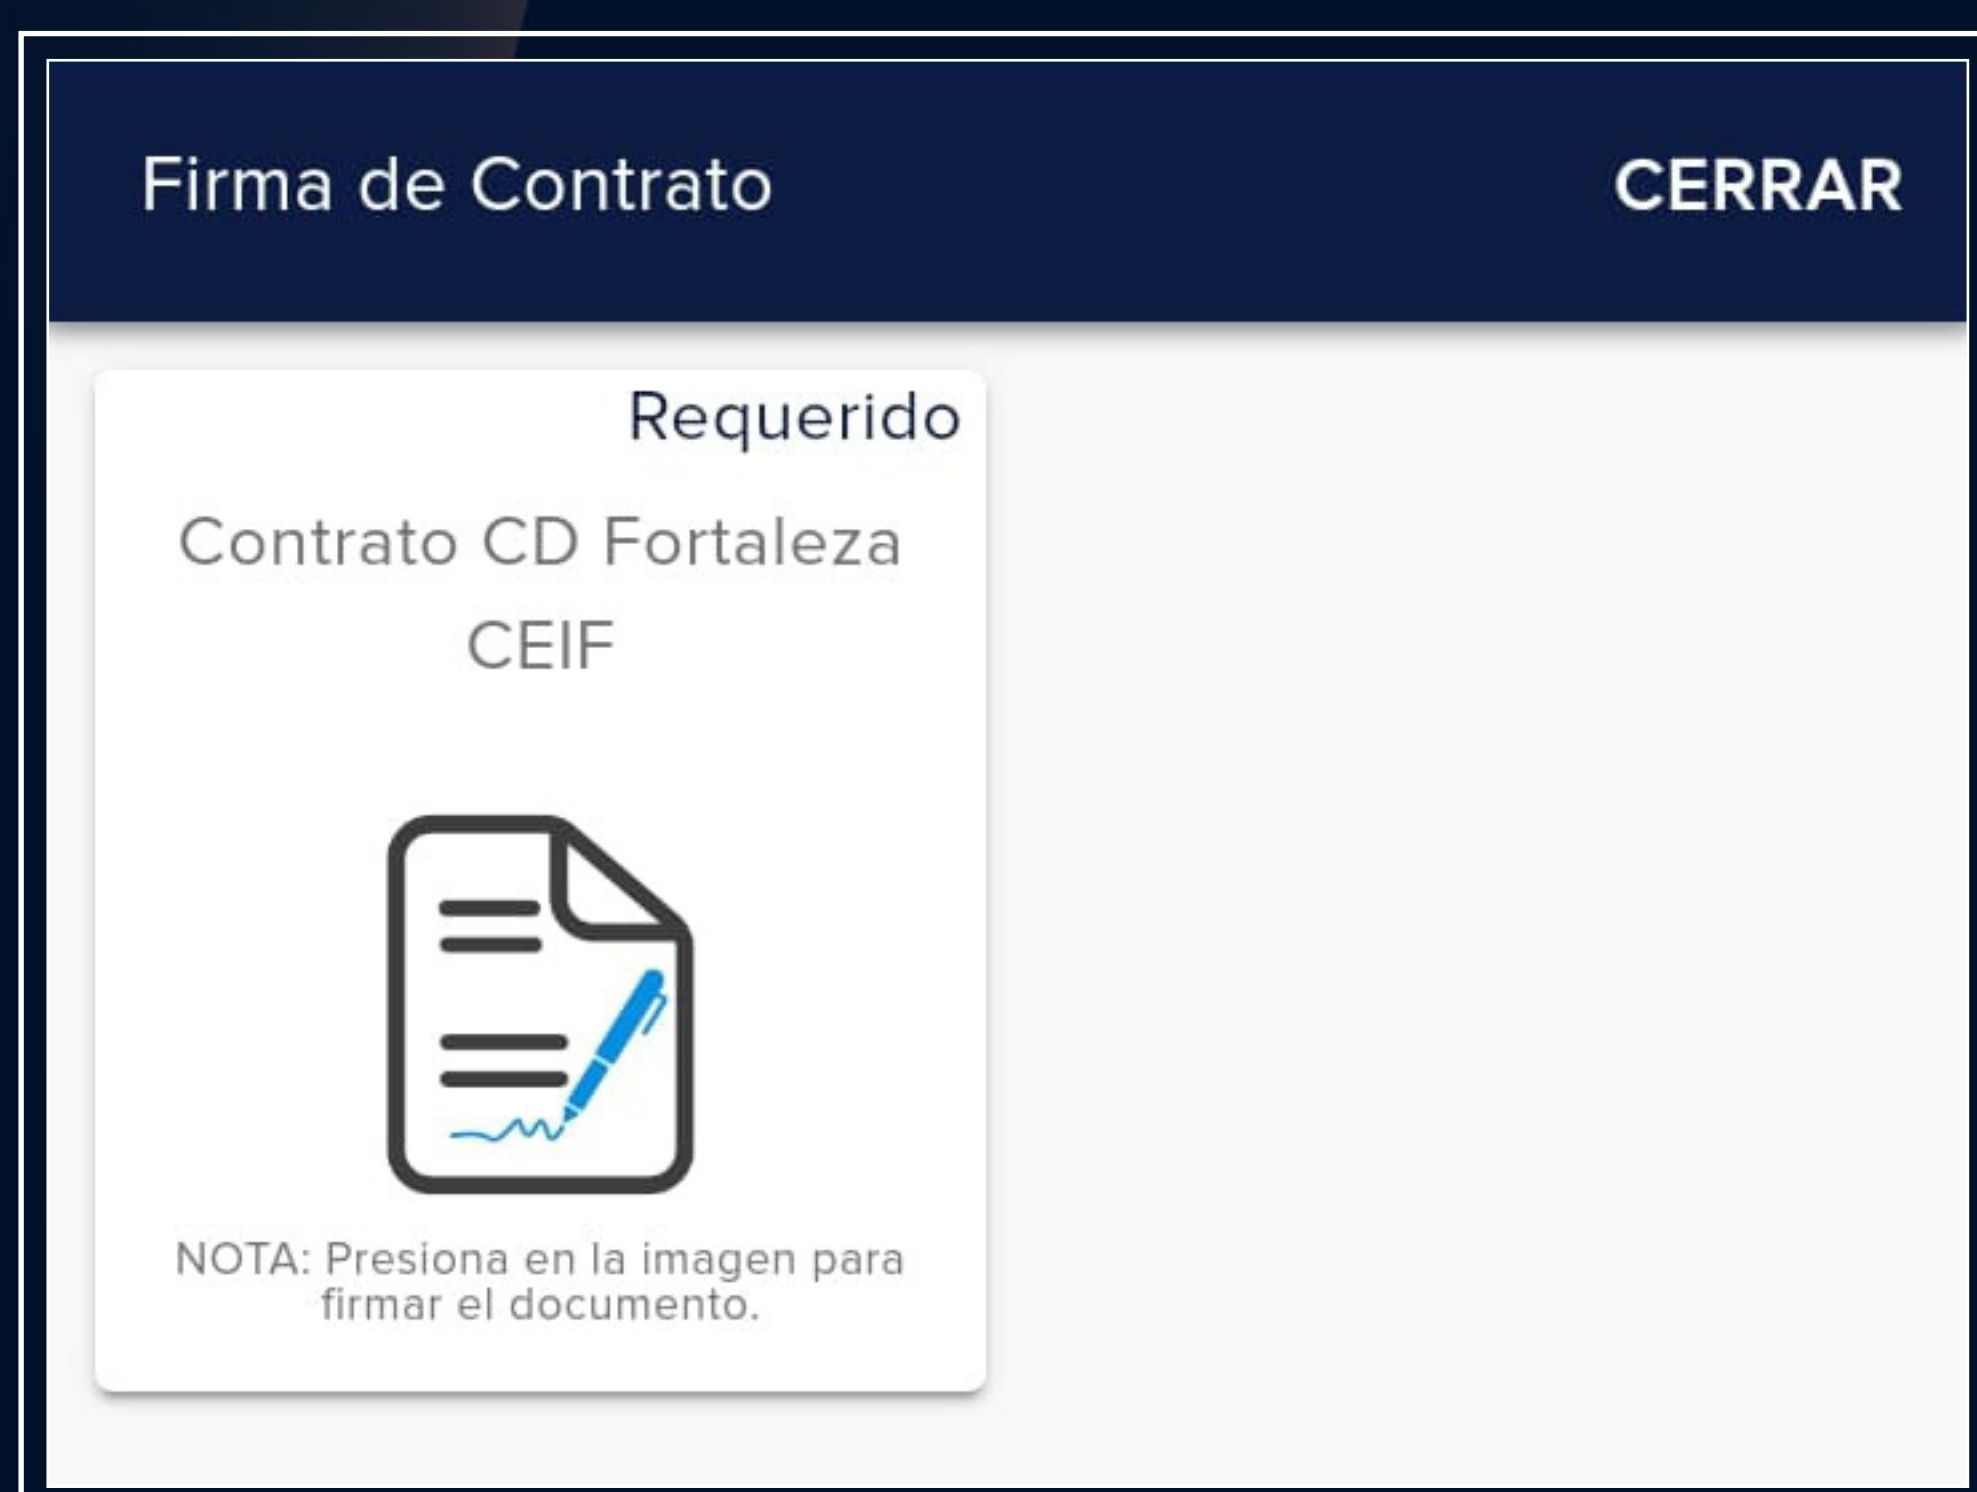 Firma de Contrato
CERRAR
Requerido
Contrato CD Fortaleza
CEIF
NOTA: Presiona en la imagen para
firmar el documento.